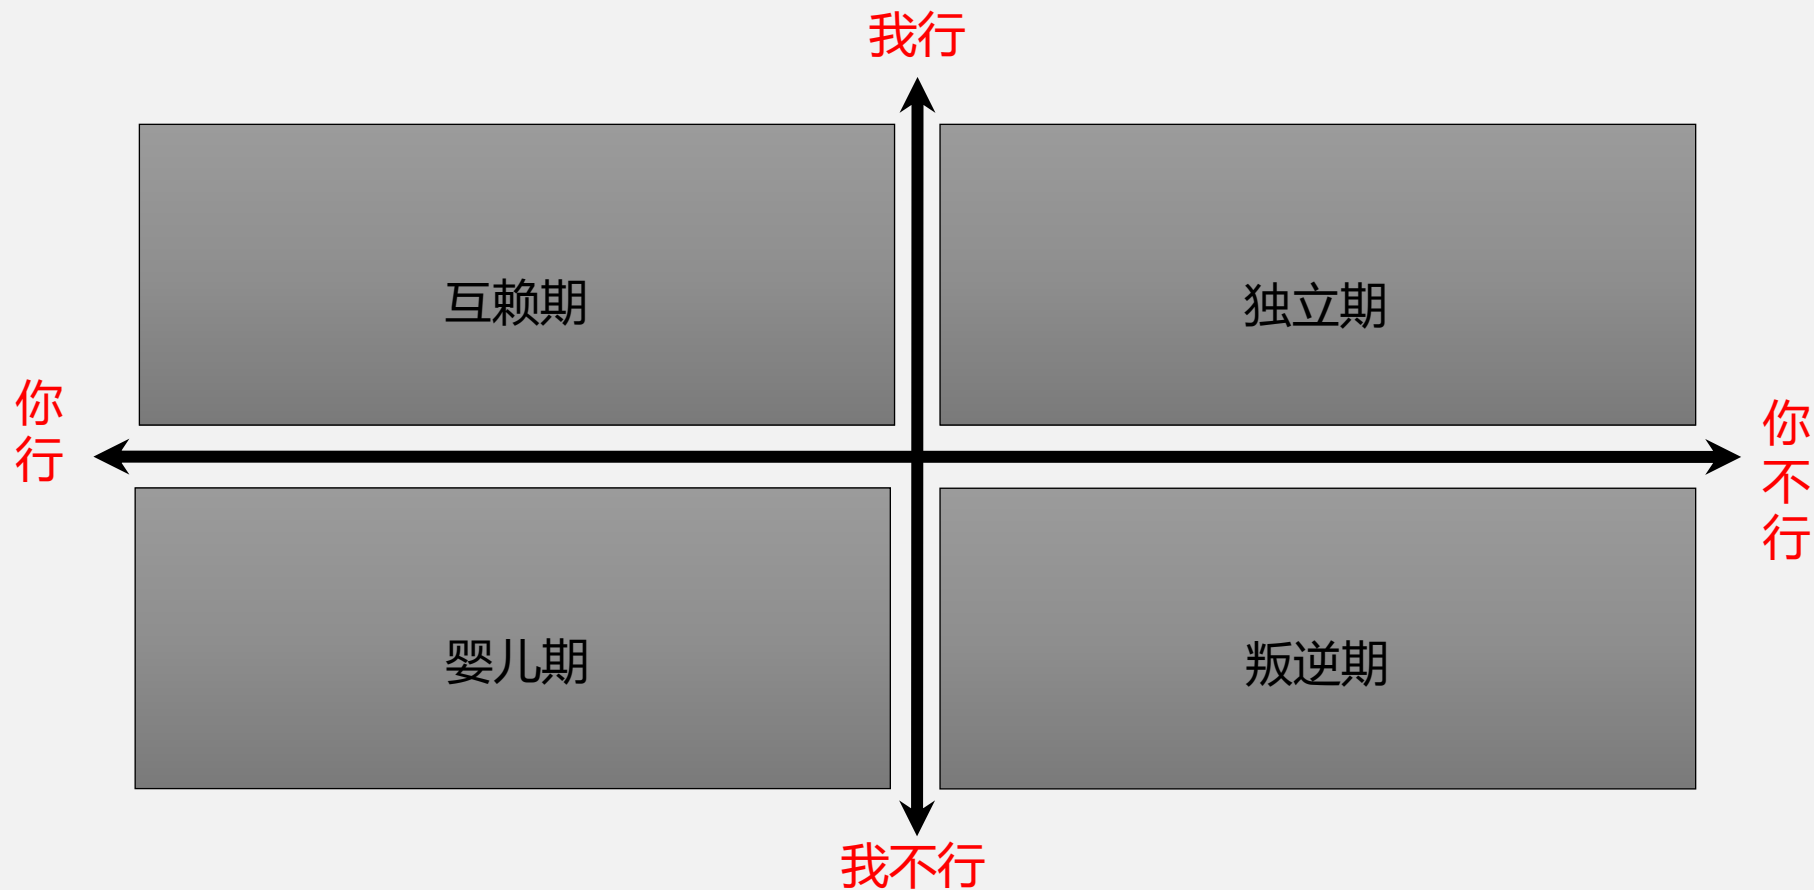 我行
互赖期
独立期
你
行
你
不
行
婴儿期
叛逆期
我不行